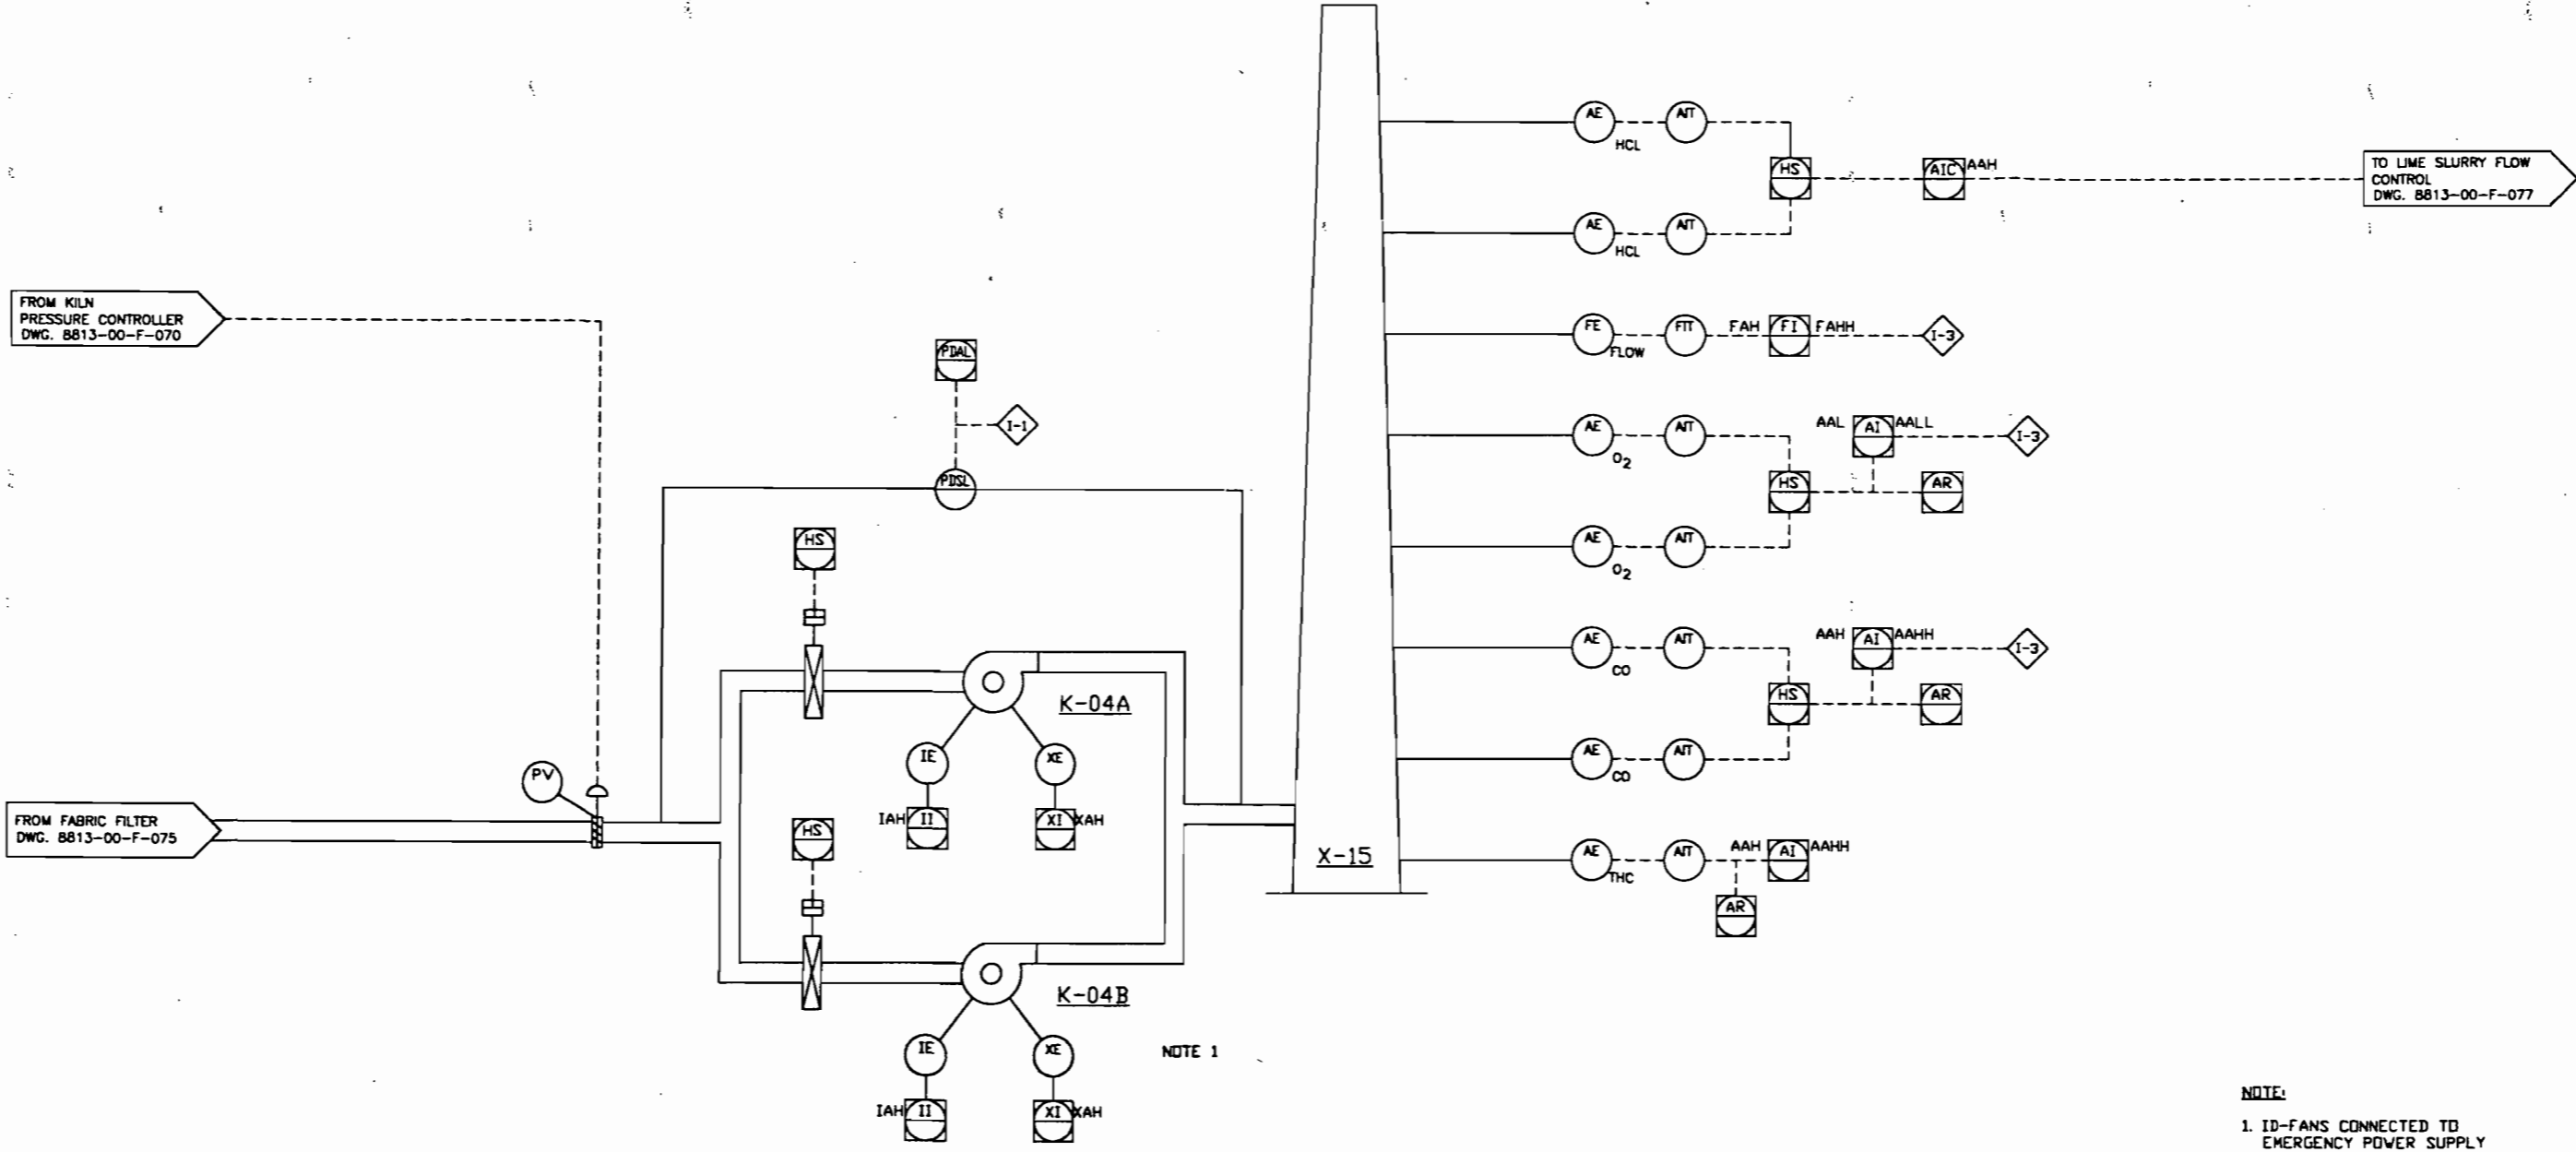 AE
AIT
HCL
HS
AIC
AAH
TO LIME SLURRY FLOW
CONTROL
DWG. 8813-00-F-077
AE
AIT
HCL
FROM KILN
PRESSURE CONTROLLER
DWG. 8813-00-F-070
FE
FIT
FAH
FI
FAHH
I-3
FLOW
PDAL
I-1
AE
AIT
AAL
AI
AALL
I-3
O2
PDSL
HS
AR
HS
AE
AIT
O2
AE
AIT
AAH
AI
AAHH
I-3
CO
K-04A
HS
AR
IE
XE
AE
AIT
CO
PV
FROM FABRIC FILTER
DWG. 8813-00-F-075
HS
IAH
II
XI
XAH
X-15
AE
AIT
AAH
AI
AAHH
THC
AR
K-04B
IE
XE
NOTE 1
IAH
II
XI
XAH
NOTE:
1. ID-FANS CONNECTED TO
EMERGENCY POWER SUPPLY